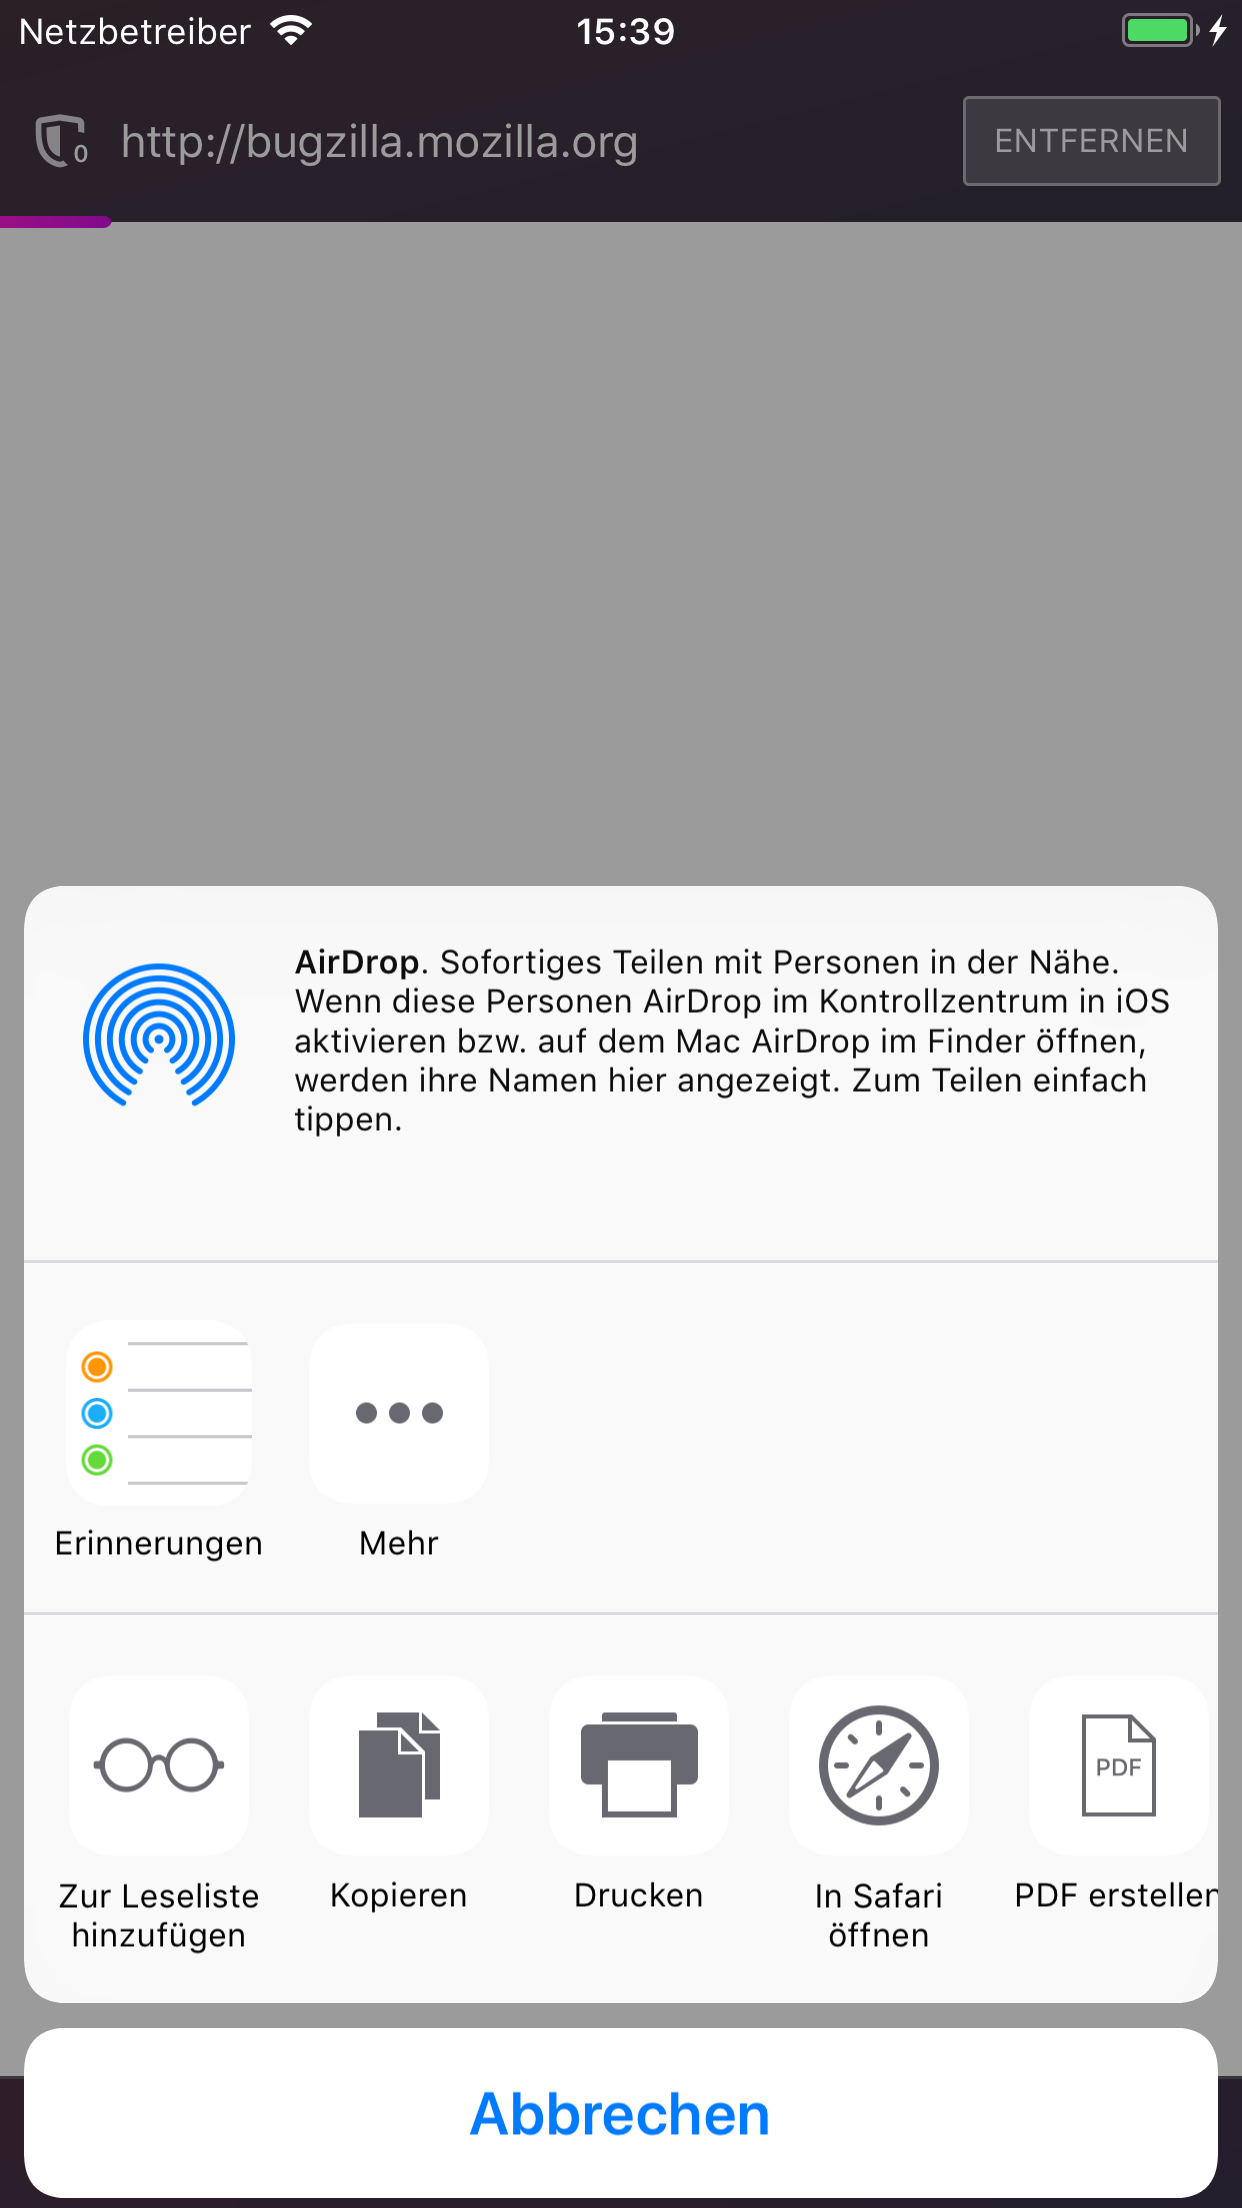 Netzbetreiber 15:39
0 http://bugzilla.mozilla.org ENTFERNEN
AirDrop. Sofortiges Teilen mit Personen in der Nähe.
Wenn diese Personen AirDrop im Kontrollzentrum in iOS
aktivieren bzw. auf dem Mac AirDrop im Finder öffnen,
werden ihre Namen hier angezeigt. Zum Teilen einfach
tippen.
Erinnerungen Mehr
PDF
Zur Leseliste Kopieren Drucken In Safari PDF erstellen
hinzufügen öffnen
Abbrechen